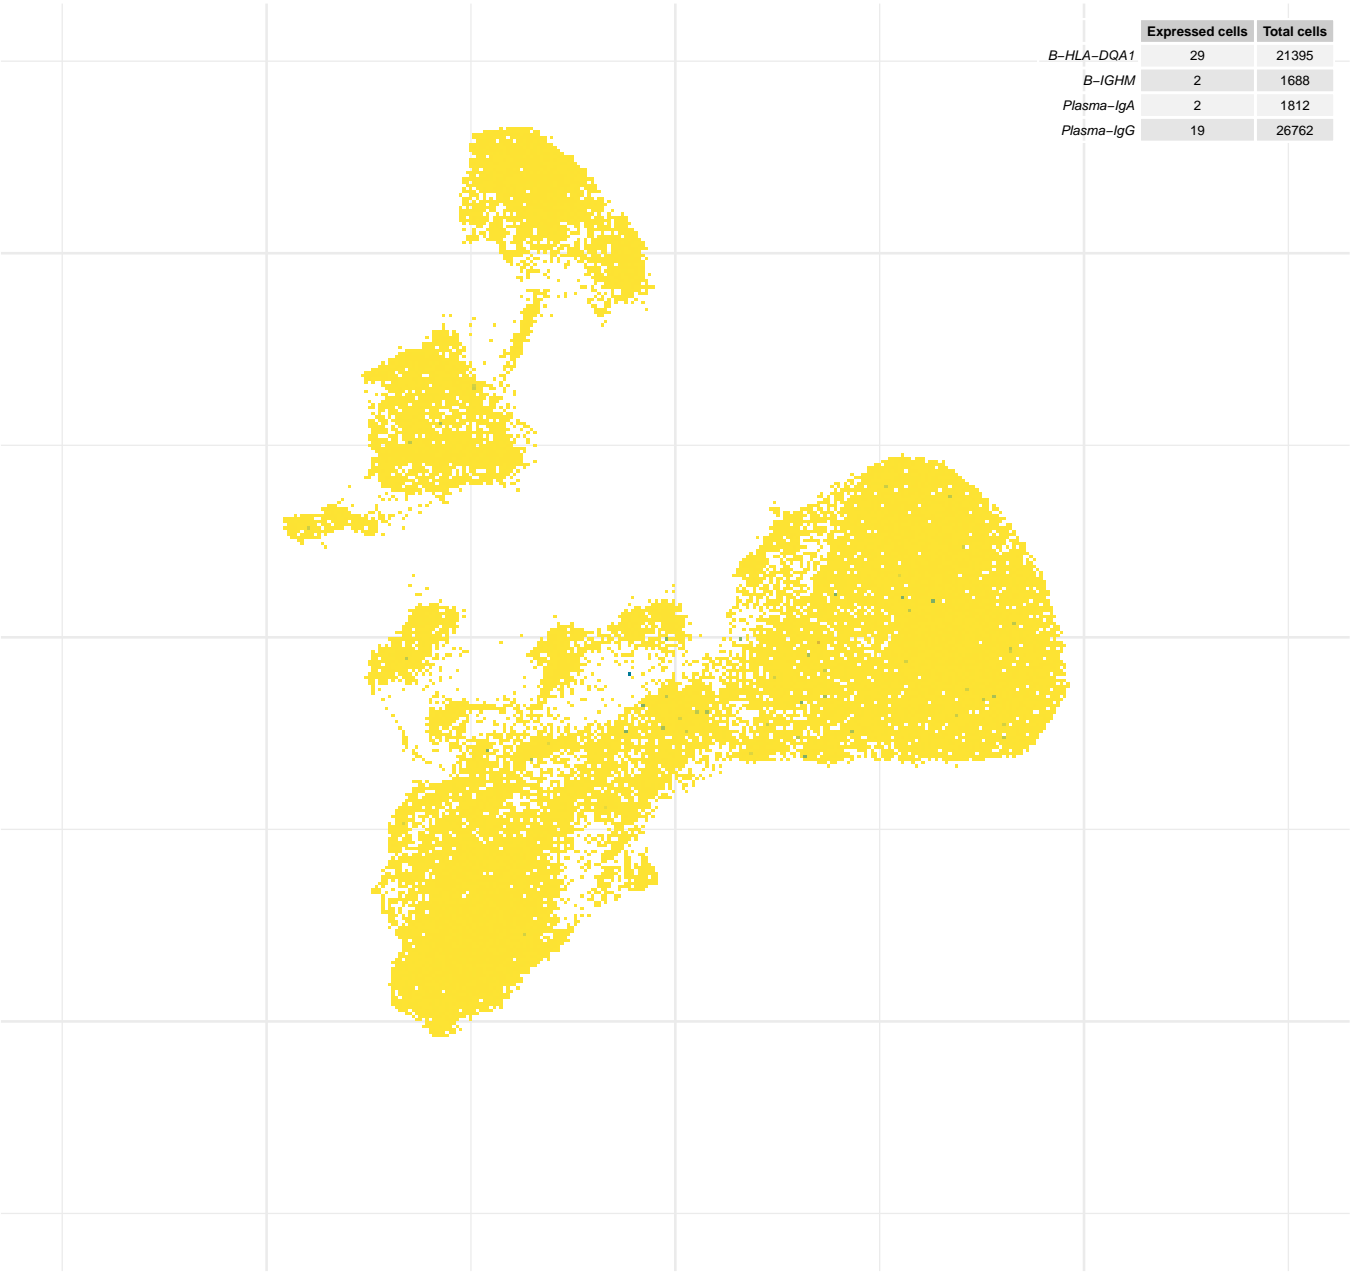 Expressed cells Total cells
B−HLA−DQA1 29 21395
B−IGHM 2 1688
Plasma−IgA 2 1812
Plasma−IgG 19 26762